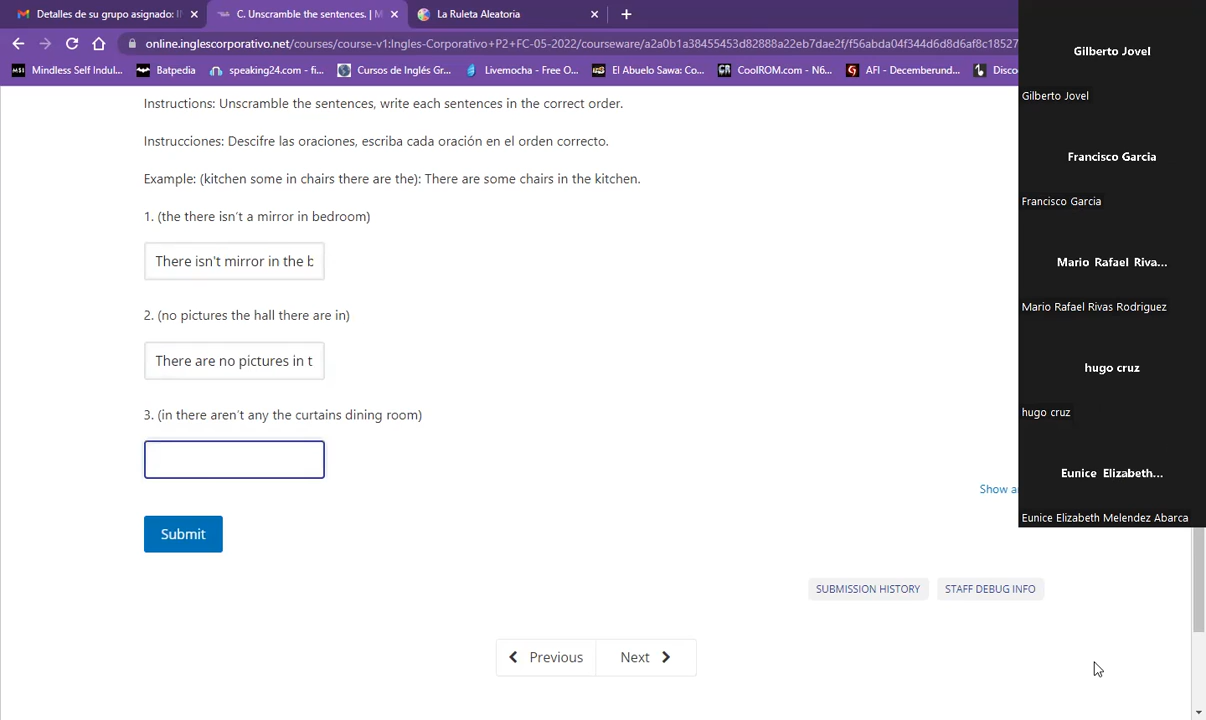 Detalles de su grupo asignado: II
C. Unscramble the sentences. | M
La Ruleta Aleatoria
online.inglescorporativo.net/courses/course-v1:Ingles-Corporativo+P2+FC-05-2022/courseware/a2a0b1a38455453d82888a22eb7dae2f/f56abda04f344d6d8d6af8c18527
Mindless Self Indul...
Batpedia
speaking24.com - fi...
Cursos de Inglés Gr...
Livemocha - Free O...
El Abuelo Sawa: Co...
CoolROM.com - N6...
AFI - Decemberund...
Disco
Instructions: Unscramble the sentences, write each sentences in the correct order.
Instrucciones: Descifre las oraciones, escriba cada oración en el orden correcto.
Example: (kitchen some in chairs there are the): There are some chairs in the kitchen.
1. (the there isn't a mirror in bedroom)
There isn't mirror in the b
2. (no pictures the hall there are in)
There are no pictures in t
3. (in there aren't any the curtains dining room)
Show a
Submit
SUBMISSION HISTORY
STAFF DEBUG INFO
Previous
Next
Gilberto Jovel
Gilberto Jovel
Francisco Garcia
Francisco Garcia
Mario Rafael Riva...
Mario Rafael Rivas Rodriguez
hugo cruz
hugo cruz
Eunice Elizabeth...
Eunice Elizabeth Melendez Abarca